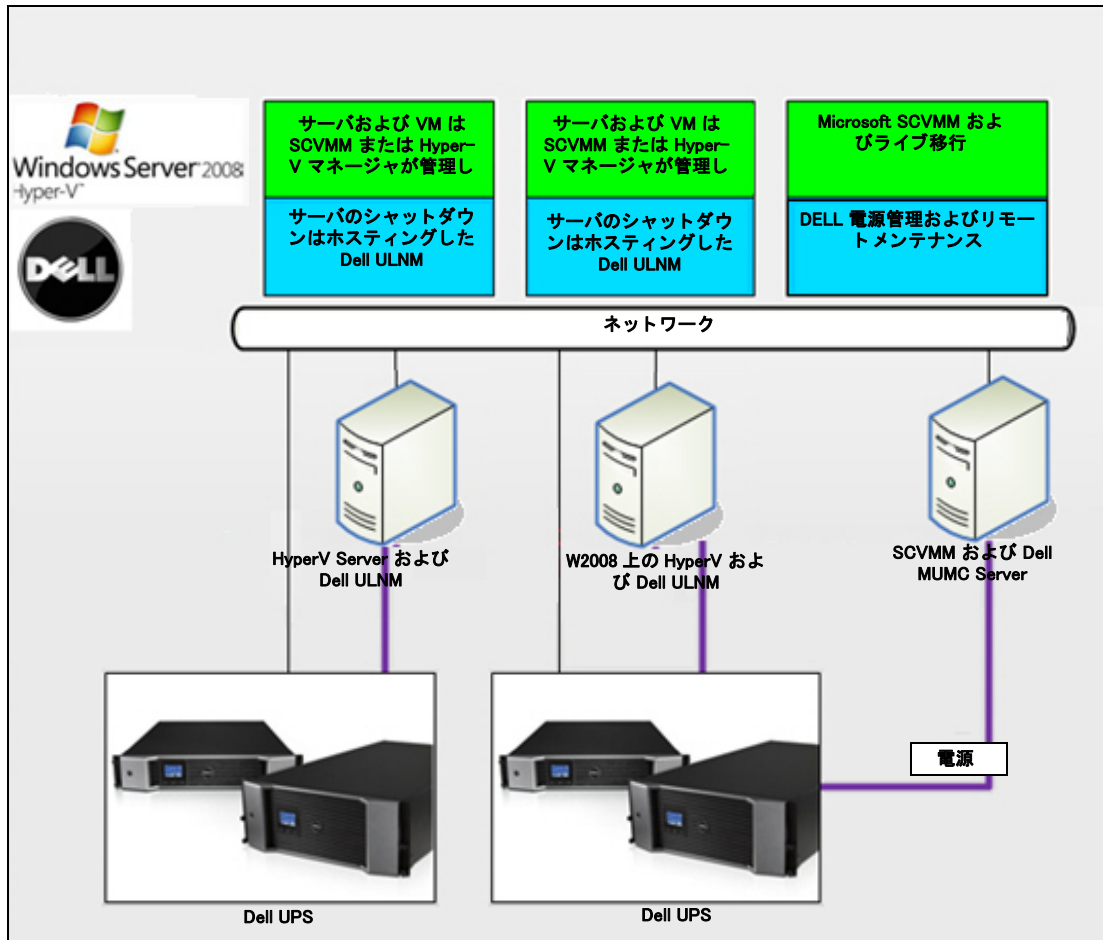 サーバおよび VM は
SCVMM または Hyper-
V マネージャが管理し
サーバおよび VM は
SCVMM または Hyper-
V マネージャが管理し
Microsoft SCVMM およ
びライブ移行
Windows Server 2008
Hyper-V™
サーバのシャットダウ
ンはホスティングした
Dell ULNM
サーバのシャットダウ
ンはホスティングした
Dell ULNM
DELL 電源管理およびリモー
ト メンテナンス
DELL
ネットワーク
HyperV Server および
Dell ULNM
W2008 上の HyperV およ
び Dell ULNM
SCVMM および Dell
MUMC Server
電源
Dell UPS
Dell UPS